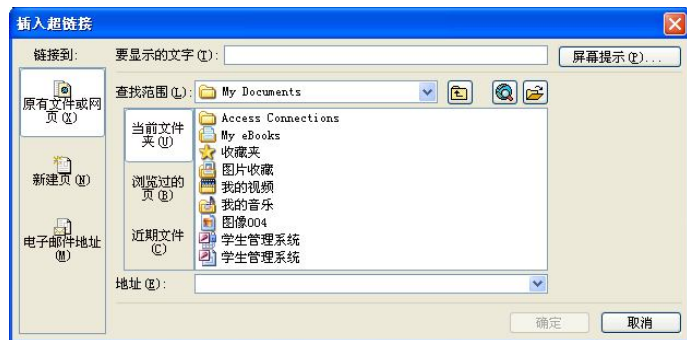 插入超链接
链接到:
要显示的文字(T):
屏幕提示(P)...
原有文件或网
页(X)
新建页(N)
电子邮件地址
(M)
查找范围(L):
My Documents
当前文件
夹(U)
浏览过的
页(B)
近期文件
(C)
Access Connections
My eBooks
收藏夹
图片收藏
我的视频
我的音乐
图像004
学生管理系统
学生管理系统
地址(E):
确定
取消